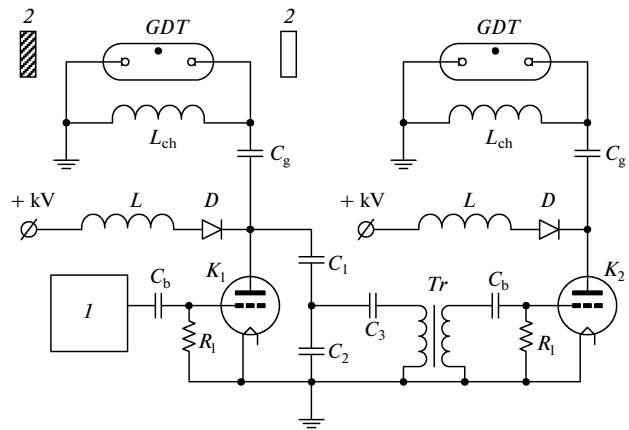 2 GDT 2 GDT
L_ch L_ch
C_g C_g
+ kV L D + kV L D
C_1
C_b K_1 Tr C_b K_2
1 C_3
R_l C_2 R_l